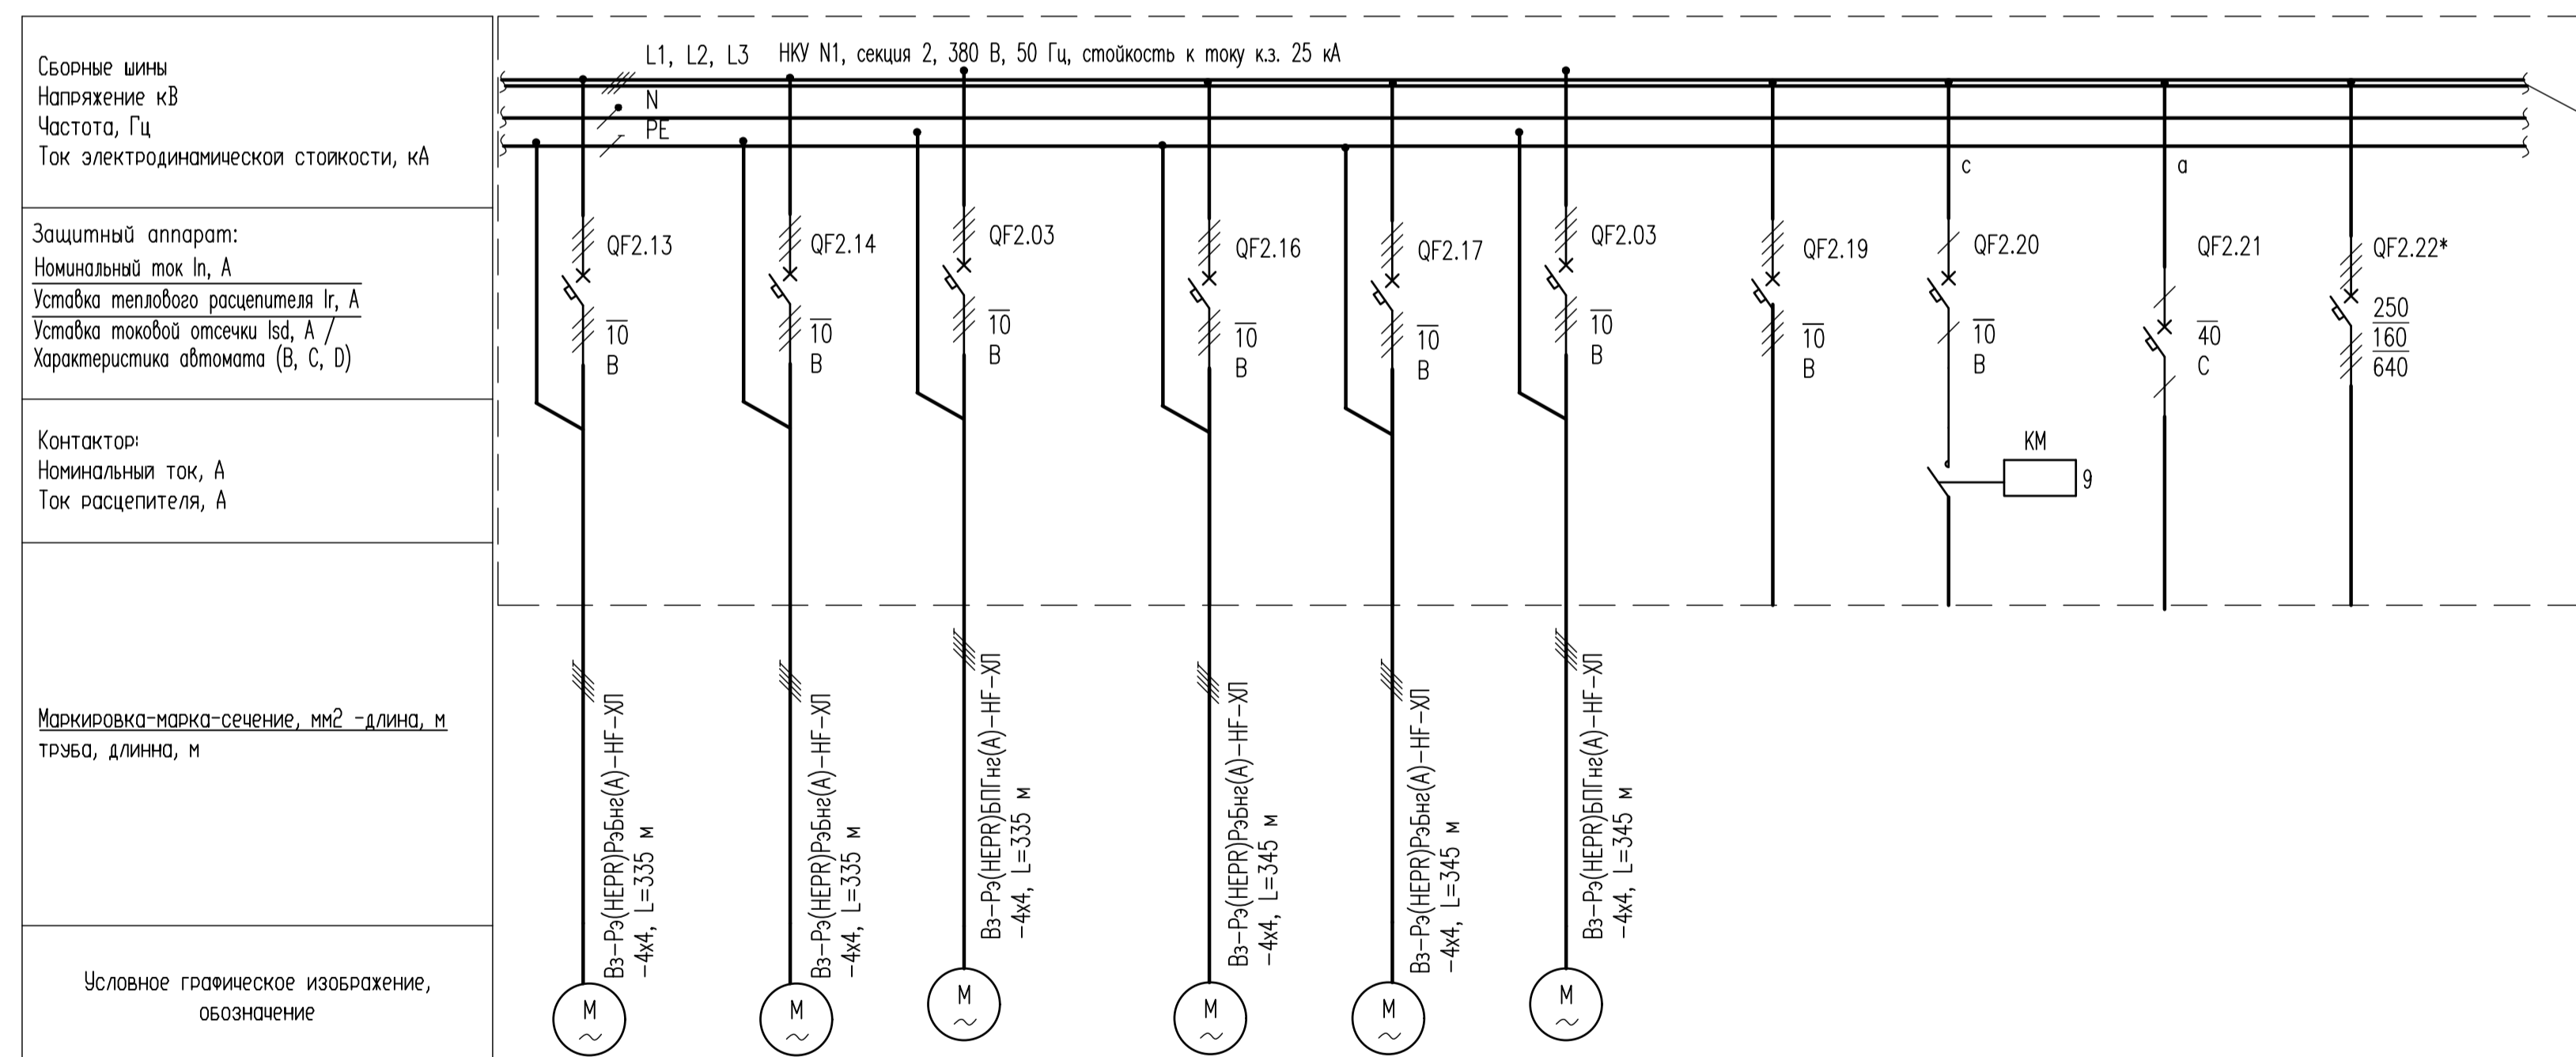 Сборные шины
Напряжение кВ
Частота, Гц
Ток электродинамической стойкости, кА
Защитный аппарат:
Номинальный ток In, А
Уставка теплового расцепителя Ir, А
Уставка токовой отсечки Isd, А /
Характеристика автомата (B, C, D)
Контактор:
Номинальный ток, А
Ток расцепителя, А
Маркировка-марка-сечение, мм2 -длина, м
труба, длинна, м
Условное графическое изображение,
обозначение
L1, L2, L3 НКУ N1, секция 2, 380 В, 50 Гц, стойкость к току к.з. 25 кА
N
PE
c
a
QF2.13
10
B
QF2.14
10
B
QF2.03
10
B
QF2.16
10
B
QF2.17
10
B
QF2.03
10
B
QF2.19
10
B
QF2.20
10
B
KM
9
QF2.21
40
C
QF2.22*
250
160
640
Вз-Рэ(HEPR)РэБнг(А)-HF-ХЛ
-4х4, L=335 м
Вз-Рэ(HEPR)РэБнг(А)-HF-ХЛ
-4х4, L=335 м
Вз-Рэ(HEPR)БПГнг(А)-HF-ХЛ
-4х4, L=335 м
Вз-Рэ(HEPR)РэБнг(А)-HF-ХЛ
-4х4, L=345 м
Вз-Рэ(HEPR)РэБнг(А)-HF-ХЛ
-4х4, L=345 м
Вз-Рэ(HEPR)БПГнг(А)-HF-ХЛ
-4х4, L=345 м
M
~
M
~
M
~
M
~
M
~
M
~